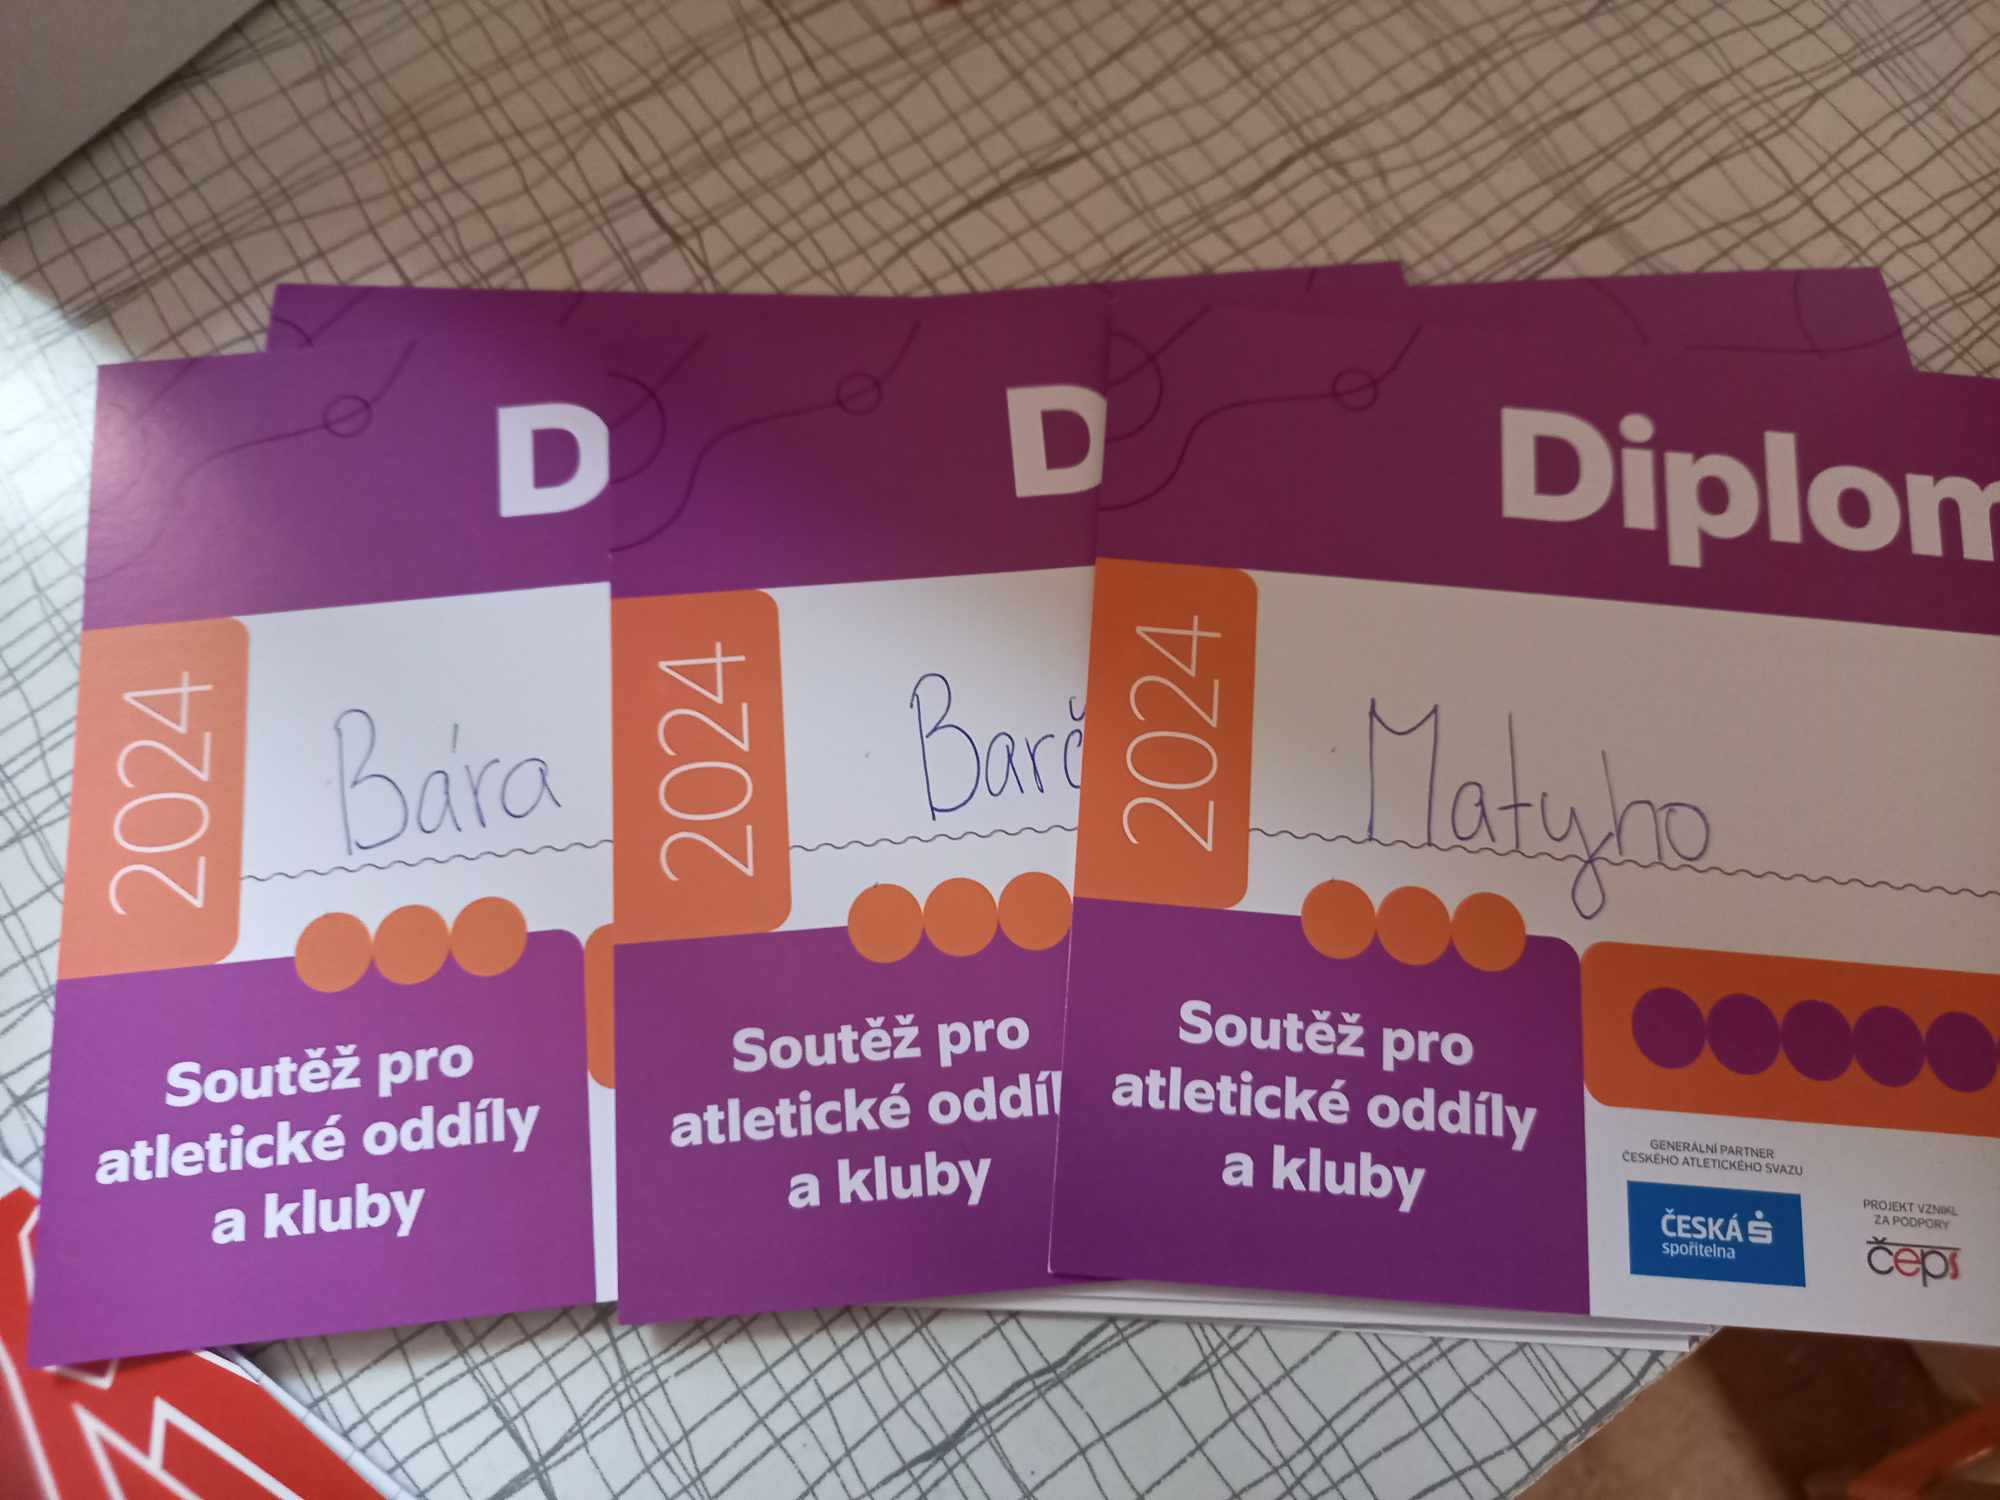 D
2024
Bára
Soutěž pro
atletické oddíly
a kluby
D
2024
Barč
Soutěž pro
atletické oddíl
a kluby
Diplom
2024
Matyho
Soutěž pro
atletické oddíly
a kluby
GENERÁLNÍ PARTNER
ČESKÉHO ATLETICKÉHO SVAZU
ČESKÁ
spořitelna
PROJEKT VZNIKL
ZA PODPORY
čeps